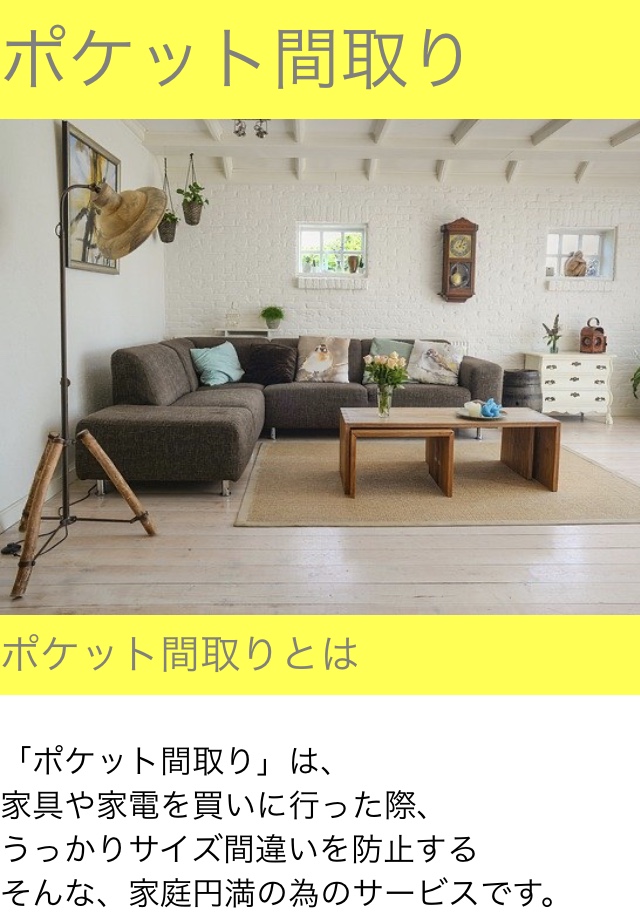 ポケット間取り
ポケット間取りとは
「ポケット間取り」は、
家具や家電を買いに行った際、
うっかりサイズ間違いを防止する
そんな、家庭円満の為のサービスです。